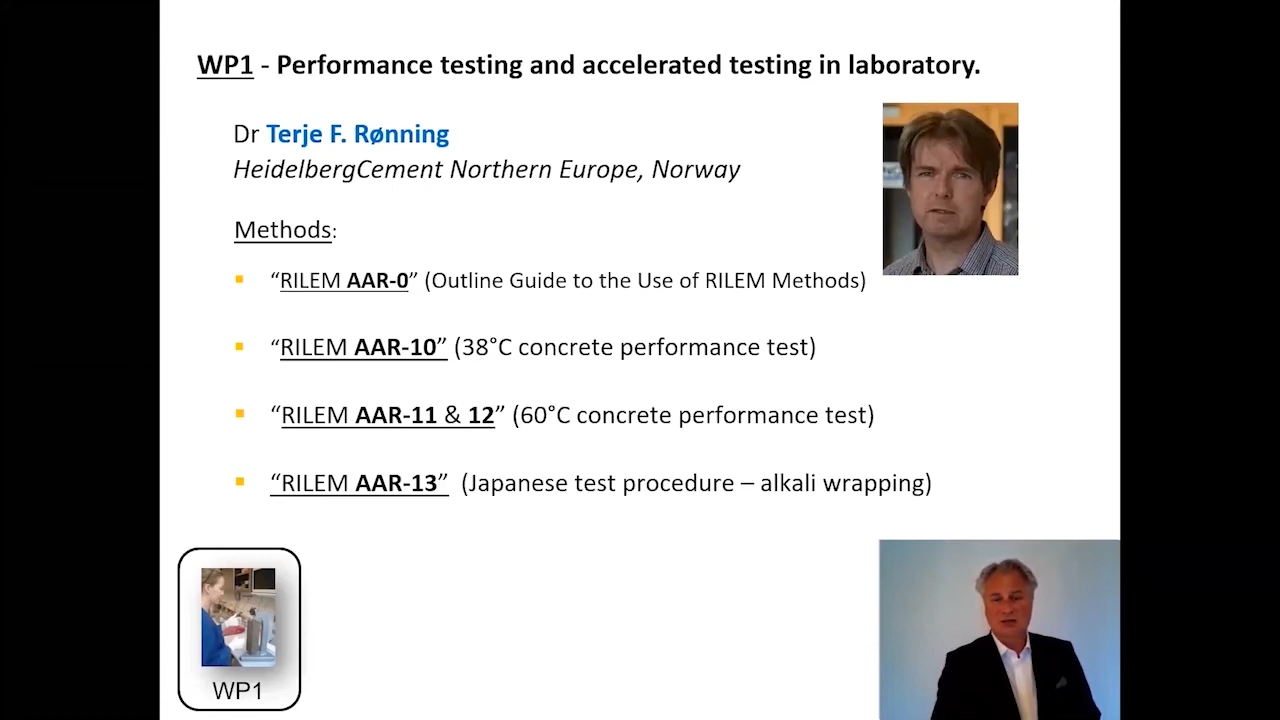 WP1 - Performance testing and accelerated testing in laboratory.
Dr Terje F. Rønning
HeidelbergCement Northern Europe, Norway
Methods:
▪ “RILEM AAR-0” (Outline Guide to the Use of RILEM Methods)
▪ “RILEM AAR-10” (38°C concrete performance test)
▪ “RILEM AAR-11 & 12” (60°C concrete performance test)
▪ “RILEM AAR-13” (Japanese test procedure – alkali wrapping)
WP1